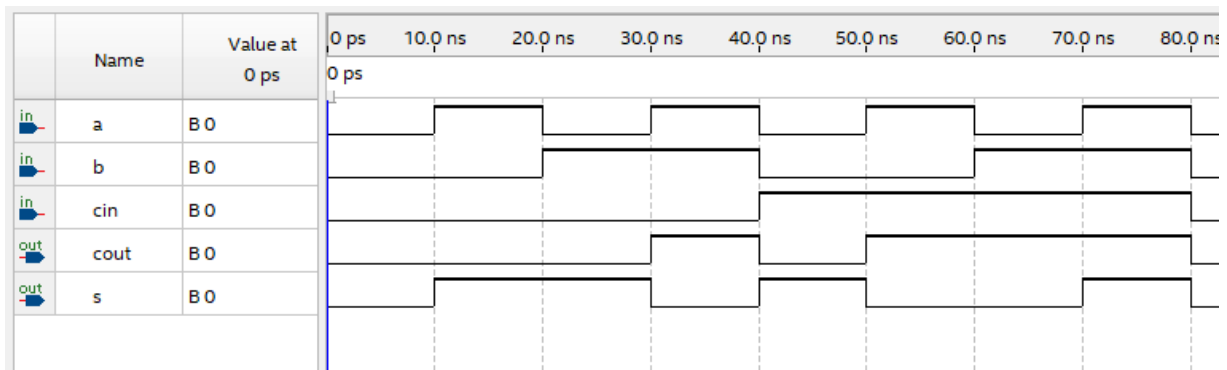 Name Value at 0 ps
0 ps 10.0 ns 20.0 ns 30.0 ns 40.0 ns 50.0 ns 60.0 ns 70.0 ns 80.0 ns
0 ps
in a B 0
in b B 0
in cin B 0
out cout B 0
out s B 0